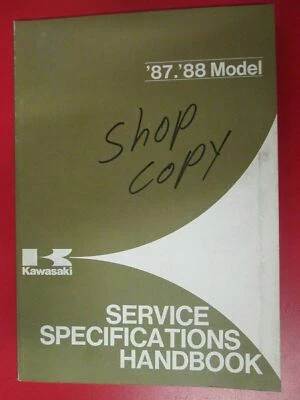 '87.'88 Model
Shop
Copy
Kawasaki
SERVICE
SPECIFICATIONS
HANDBOOK